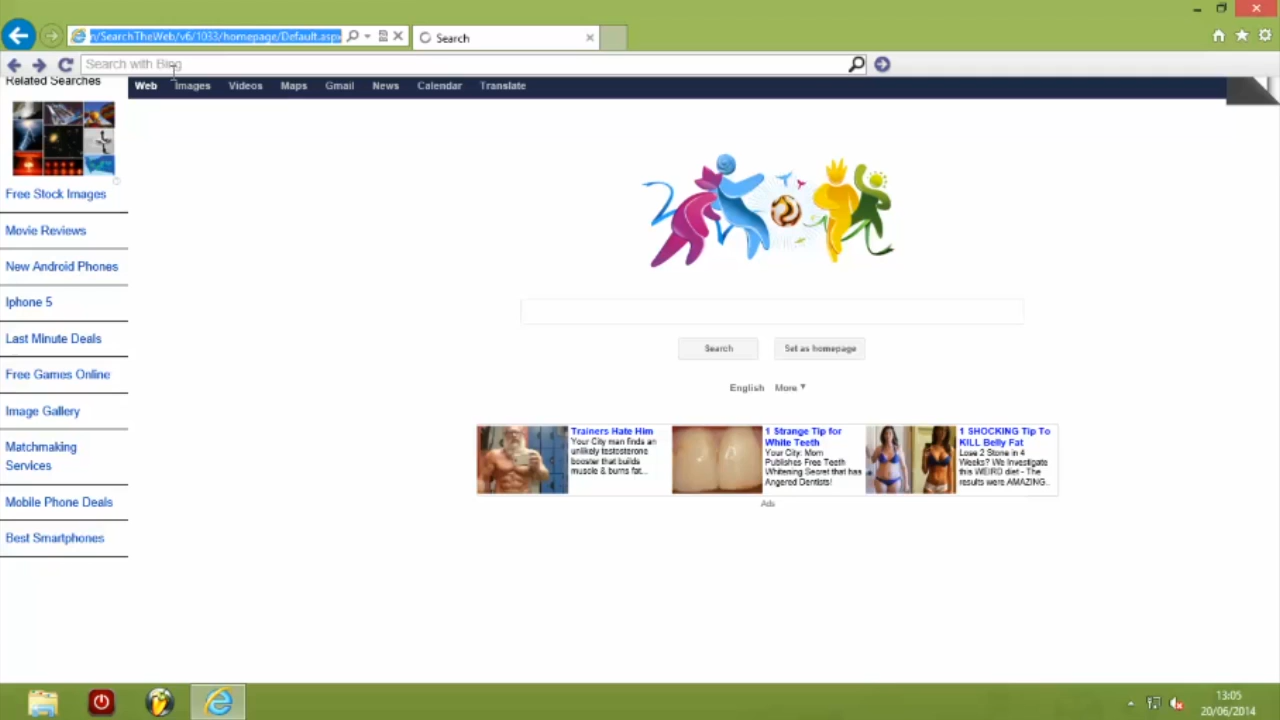 n/SearchTheWeb/v6/1033/homepage/Default.aspx
Search
Search with Bing
Related Searches
Web Images Videos Maps Gmail News Calendar Translate
Free Stock Images
Movie Reviews
New Android Phones
Iphone 5
Last Minute Deals
Free Games Online
Image Gallery
Matchmaking
Services
Mobile Phone Deals
Best Smartphones
Search Set as homepage
English More
Trainers Hate Him
Your City man finds an
unlikely testosterone
booster that builds
muscle & burns fat...
1 Strange Tip for
White Teeth
Your City: Mom
Publishes Free Teeth
Whitening Secret that has
Angered Dentists!
1 SHOCKING Tip To
KILL Belly Fat
Lose 2 Stone in 4
Weeks? We Investigate
this WEIRD diet - The
results were AMAZING..
Ads
13:05
20/06/2014